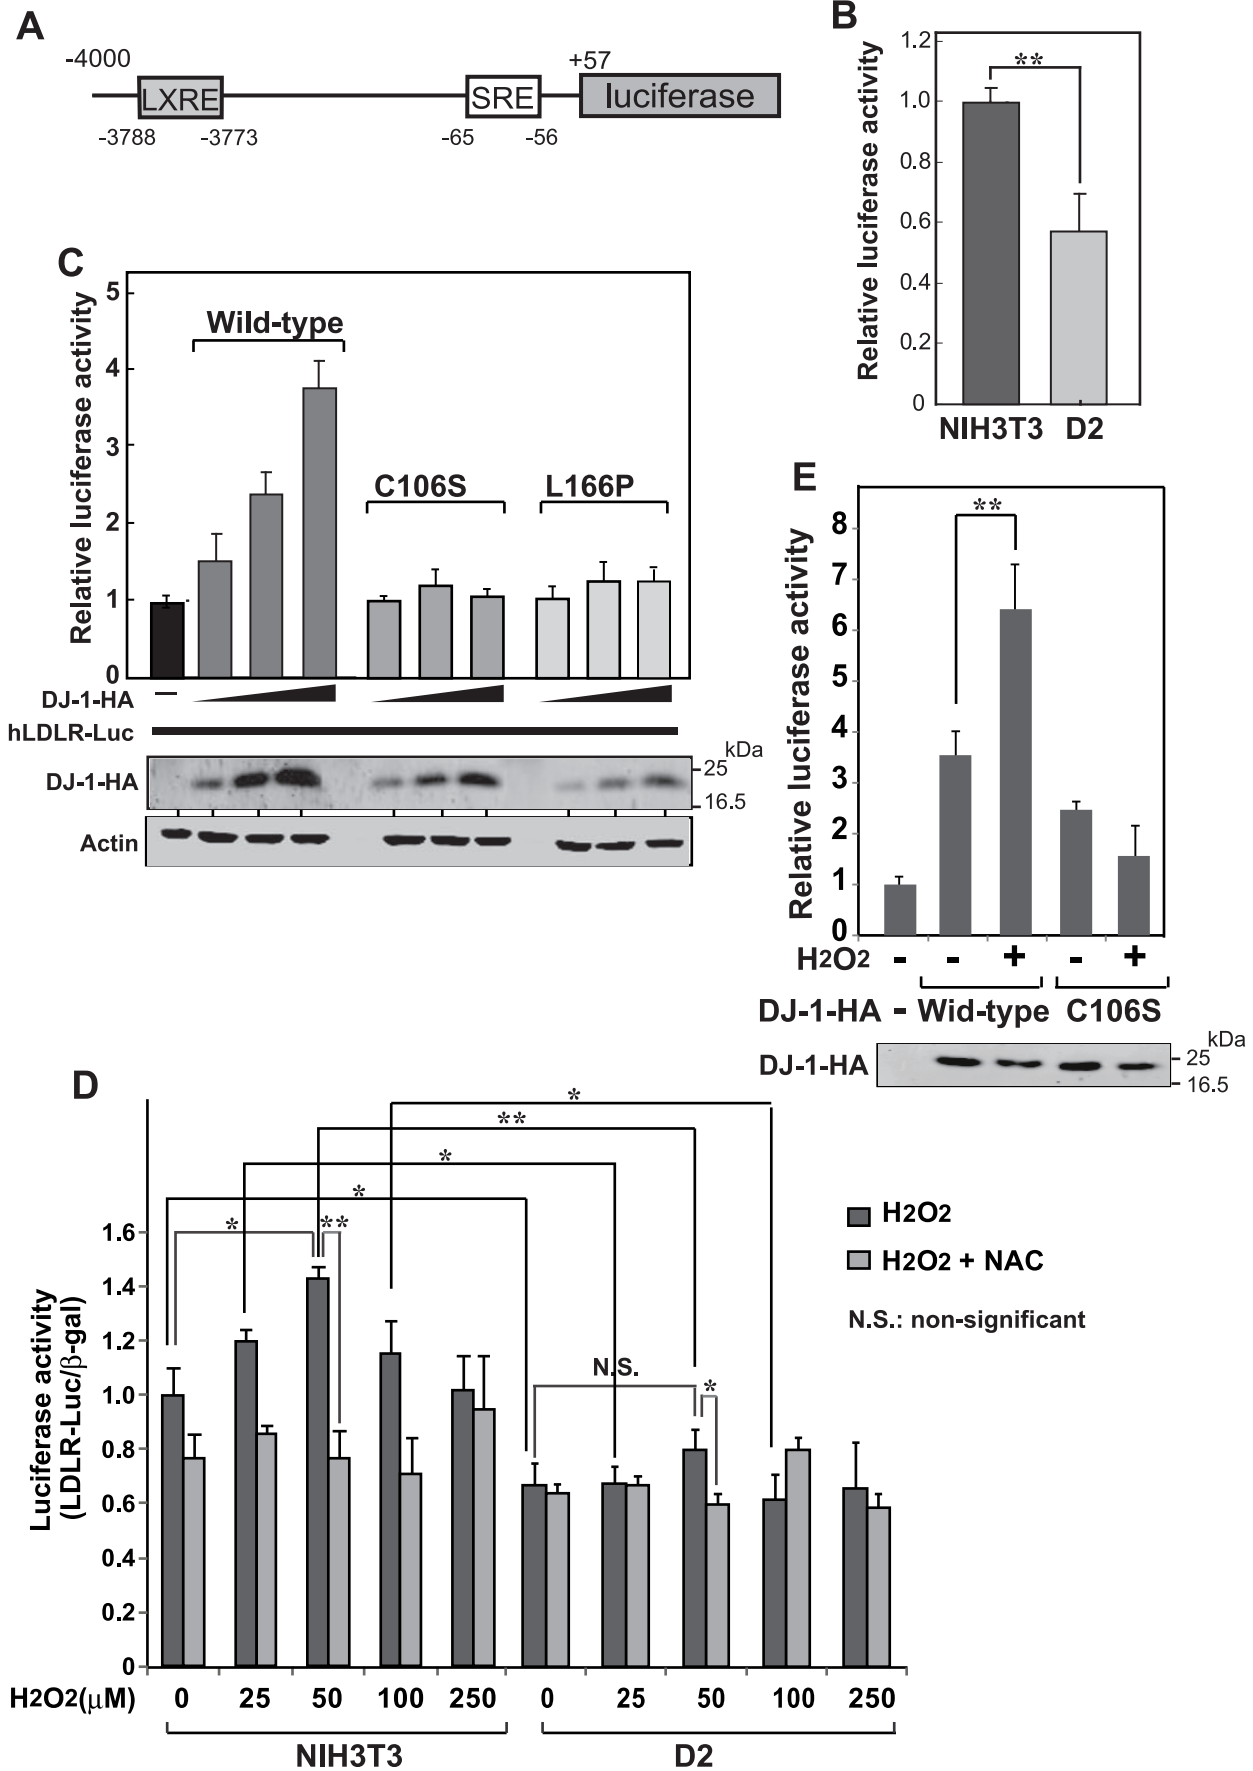 A
-4000
+57
LXRE
SRE
luciferase
-3788
-3773
-65
-56
B
Relative luciferase activity
1.2
1.0
0.8
0.6
0.4
0.2
0
**
NIH3T3 D2
C
Relative luciferase activity
5
4
3
2
1
0
Wild-type
C106S
L166P
DJ-1-HA
–
hLDLR-Luc
DJ-1-HA
kDa
25
16.5
Actin
E
Relative luciferase activity
8
7
6
5
4
3
2
1
0
**
H2O2 - - + - +
DJ-1-HA - Wid-type C106S
DJ-1-HA
kDa
25
16.5
D
Luciferase activity
(LDLR-Luc/β-gal)
1.6
1.4
1.2
1.0
0.8
0.6
0.4
0.2
0
*
**
*
*
*
**
N.S.
*
H2O2
H2O2 + NAC
N.S.: non-significant
H2O2(μM) 0 25 50 100 250 0 25 50 100 250
NIH3T3 D2